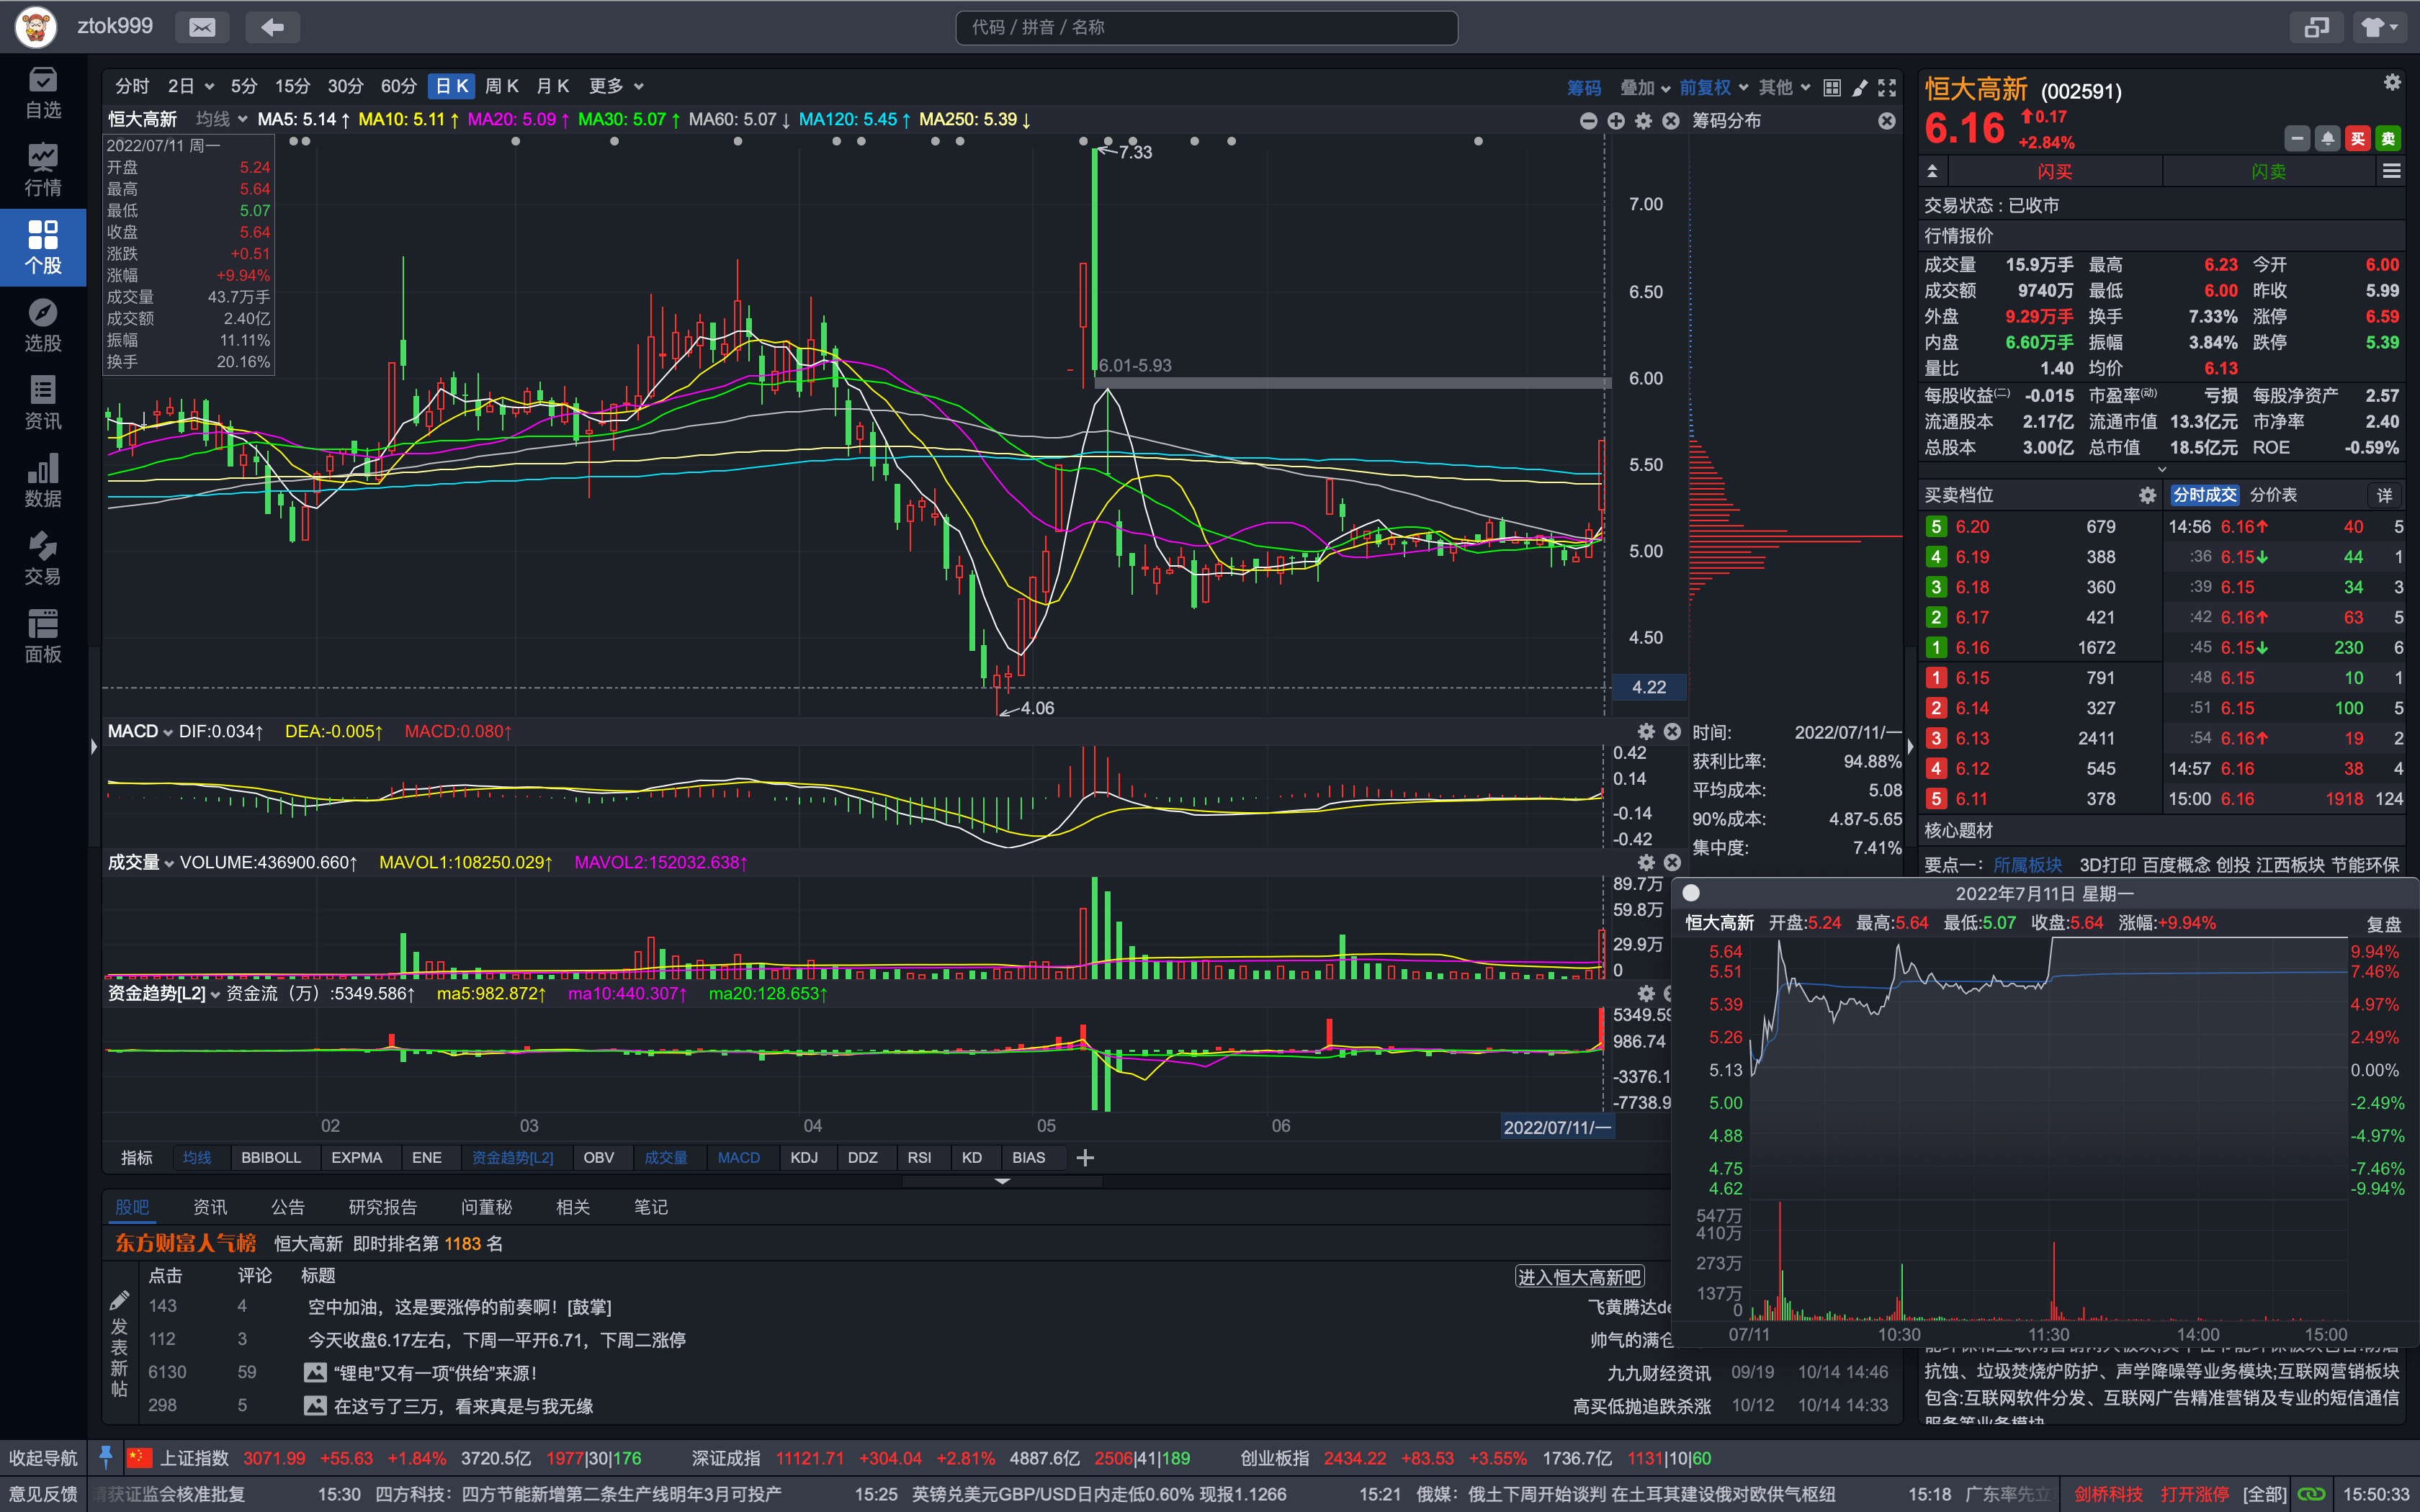 ztok999
代码 / 拼音 / 名称
自选
行情
个股
选股
资讯
数据
交易
面板
分时 2日 5分 15分 30分 60分 日K 周K 月K 更多
筹码 叠加 前复权 其他
恒大高新 均线 MA5: 5.14↑ MA10: 5.11↑ MA20: 5.09↑ MA30: 5.07↑ MA60: 5.07↓ MA120: 5.45↑ MA250: 5.39↓
筹码分布
2022/07/11 周一
开盘 5.24
最高 5.64
最低 5.07
收盘 5.64
涨跌 +0.51
涨幅 +9.94%
成交量 43.7万手
成交额 2.40亿
振幅 11.11%
换手 20.16%
7.33
6.01-5.93
4.06
7.00
6.50
6.00
5.50
5.00
4.50
4.22
MACD DIF:0.034↑ DEA:-0.005↑ MACD:0.080↑
0.42
0.14
-0.14
-0.42
成交量 VOLUME:436900.660↑ MAVOL1:108250.029↑ MAVOL2:152032.638↑
89.7万
59.8万
29.9万
0
资金趋势[L2] 资金流（万）:5349.586↑ ma5:982.872↑ ma10:440.307↑ ma20:128.653↑
5349.59
986.74
-3376.1
-7738.9
02 03 04 05 06 2022/07/11/一
时间: 2022/07/11/一
获利比率: 94.88%
平均成本: 5.08
90%成本: 4.87-5.65
集中度: 7.41%
指标 均线 BBIBOLL EXPMA ENE 资金趋势[L2] OBV 成交量 MACD KDJ DDZ RSI KD BIAS
股吧 资讯 公告 研究报告 问董秘 相关 笔记
东方财富人气榜 恒大高新 即时排名第 1183 名
点击 评论 标题
进入恒大高新吧
发表新帖
143 4 空中加油，这是要涨停的前奏啊！[鼓掌] 飞黄腾达de
112 3 今天收盘6.17左右，下周一平开6.71，下周二涨停 帅气的满仓
6130 59 “锂电”又有一项“供给”来源！ 九九财经资讯 09/19 10/14 14:46
298 5 在这亏了三万，看来真是与我无缘 高买低抛追跌杀涨 10/12 10/14 14:33
恒大高新 (002591)
6.16 0.17
+2.84%
买 卖
闪买 闪卖
交易状态：已收市
行情报价
成交量 15.9万手 最高 6.23 今开 6.00
成交额 9740万 最低 6.00 昨收 5.99
外盘 9.29万手 换手 7.33% 涨停 6.59
内盘 6.60万手 振幅 3.84% 跌停 5.39
量比 1.40 均价 6.13
每股收益(二) -0.015 市盈率(动) 亏损 每股净资产 2.57
流通股本 2.17亿 流通市值 13.3亿元 市净率 2.40
总股本 3.00亿 总市值 18.5亿元 ROE -0.59%
买卖档位 分时成交 分价表 详
5 6.20 679 14:56 6.16↑ 40 5
4 6.19 388 :36 6.15↓ 44 1
3 6.18 360 :39 6.15 34 3
2 6.17 421 :42 6.16↑ 63 5
1 6.16 1672 :45 6.15↓ 230 6
1 6.15 791 :48 6.15 10 1
2 6.14 327 :51 6.15 100 5
3 6.13 2411 :54 6.16↑ 19 2
4 6.12 545 14:57 6.16 38 4
5 6.11 378 15:00 6.16 1918 124
核心题材
要点一: 所属板块 3D打印 百度概念 创投 江西板块 节能环保
2022年7月11日 星期一
恒大高新 开盘:5.24 最高:5.64 最低:5.07 收盘:5.64 涨幅:+9.94% 复盘
5.64 9.94%
5.51 7.46%
5.39 4.97%
5.26 2.49%
5.13 0.00%
5.00 -2.49%
4.88 -4.97%
4.75 -7.46%
4.62 -9.94%
547万
410万
273万
137万
0
07/11 10:30 11:30 14:00 15:00
抗蚀、垃圾焚烧炉防护、声学降噪等业务模块;互联网营销板块
包含:互联网软件分发、互联网广告精准营销及专业的短信通信
服务等业务模块
收起导航 上证指数 3071.99 +55.63 +1.84% 3720.5亿 1977|30|176 深证成指 11121.71 +304.04 +2.81% 4887.6亿 2506|41|189 创业板指 2434.22 +83.53 +3.55% 1736.7亿 1131|10|60
意见反馈 请获证监会核准批复 15:30 四方科技：四方节能新增第二条生产线明年3月可投产 15:25 英镑兑美元GBP/USD日内走低0.60% 现报1.1266 15:21 俄媒：俄土下周开始谈判 在土耳其建设俄对欧供气枢纽 15:18 广东率先立 剑桥科技 打开涨停 [全部] 15:50:33